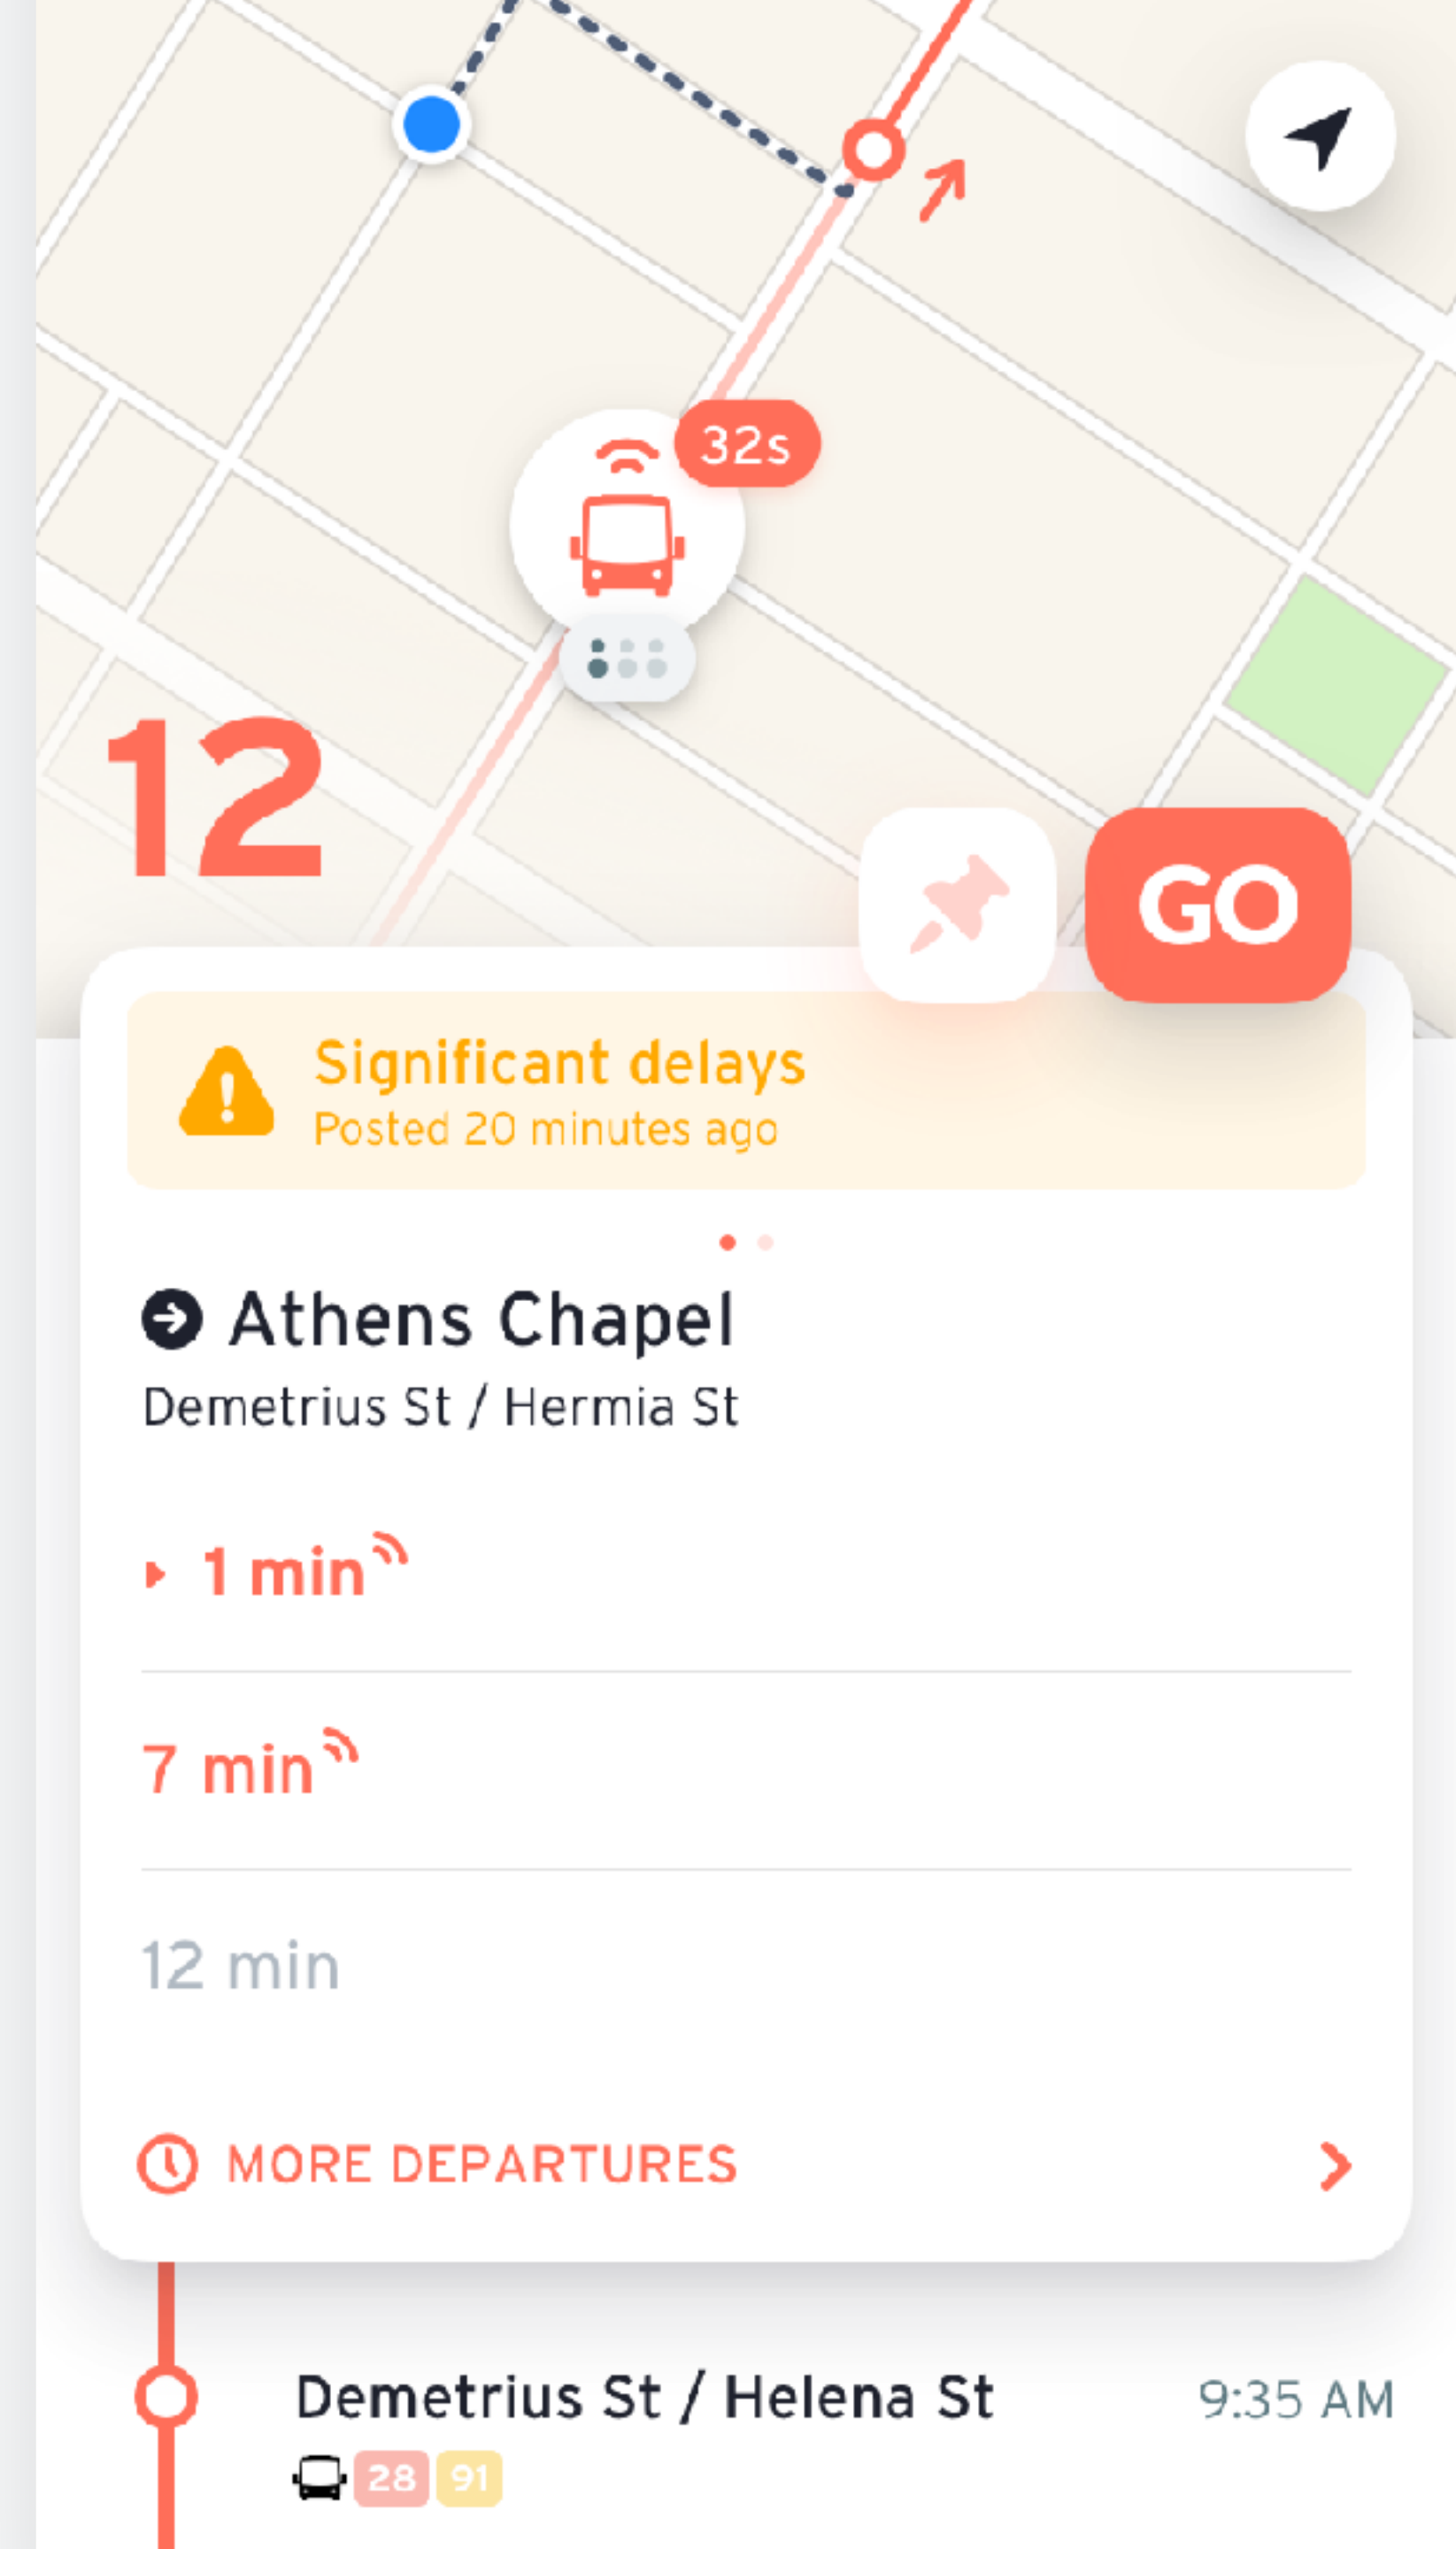 32s
12
GO
Significant delays
Posted 20 minutes ago
Athens Chapel
Demetrius St / Hermia St
1 min
7 min
12 min
MORE DEPARTURES
Demetrius St / Helena St 9:35 AM
28 91